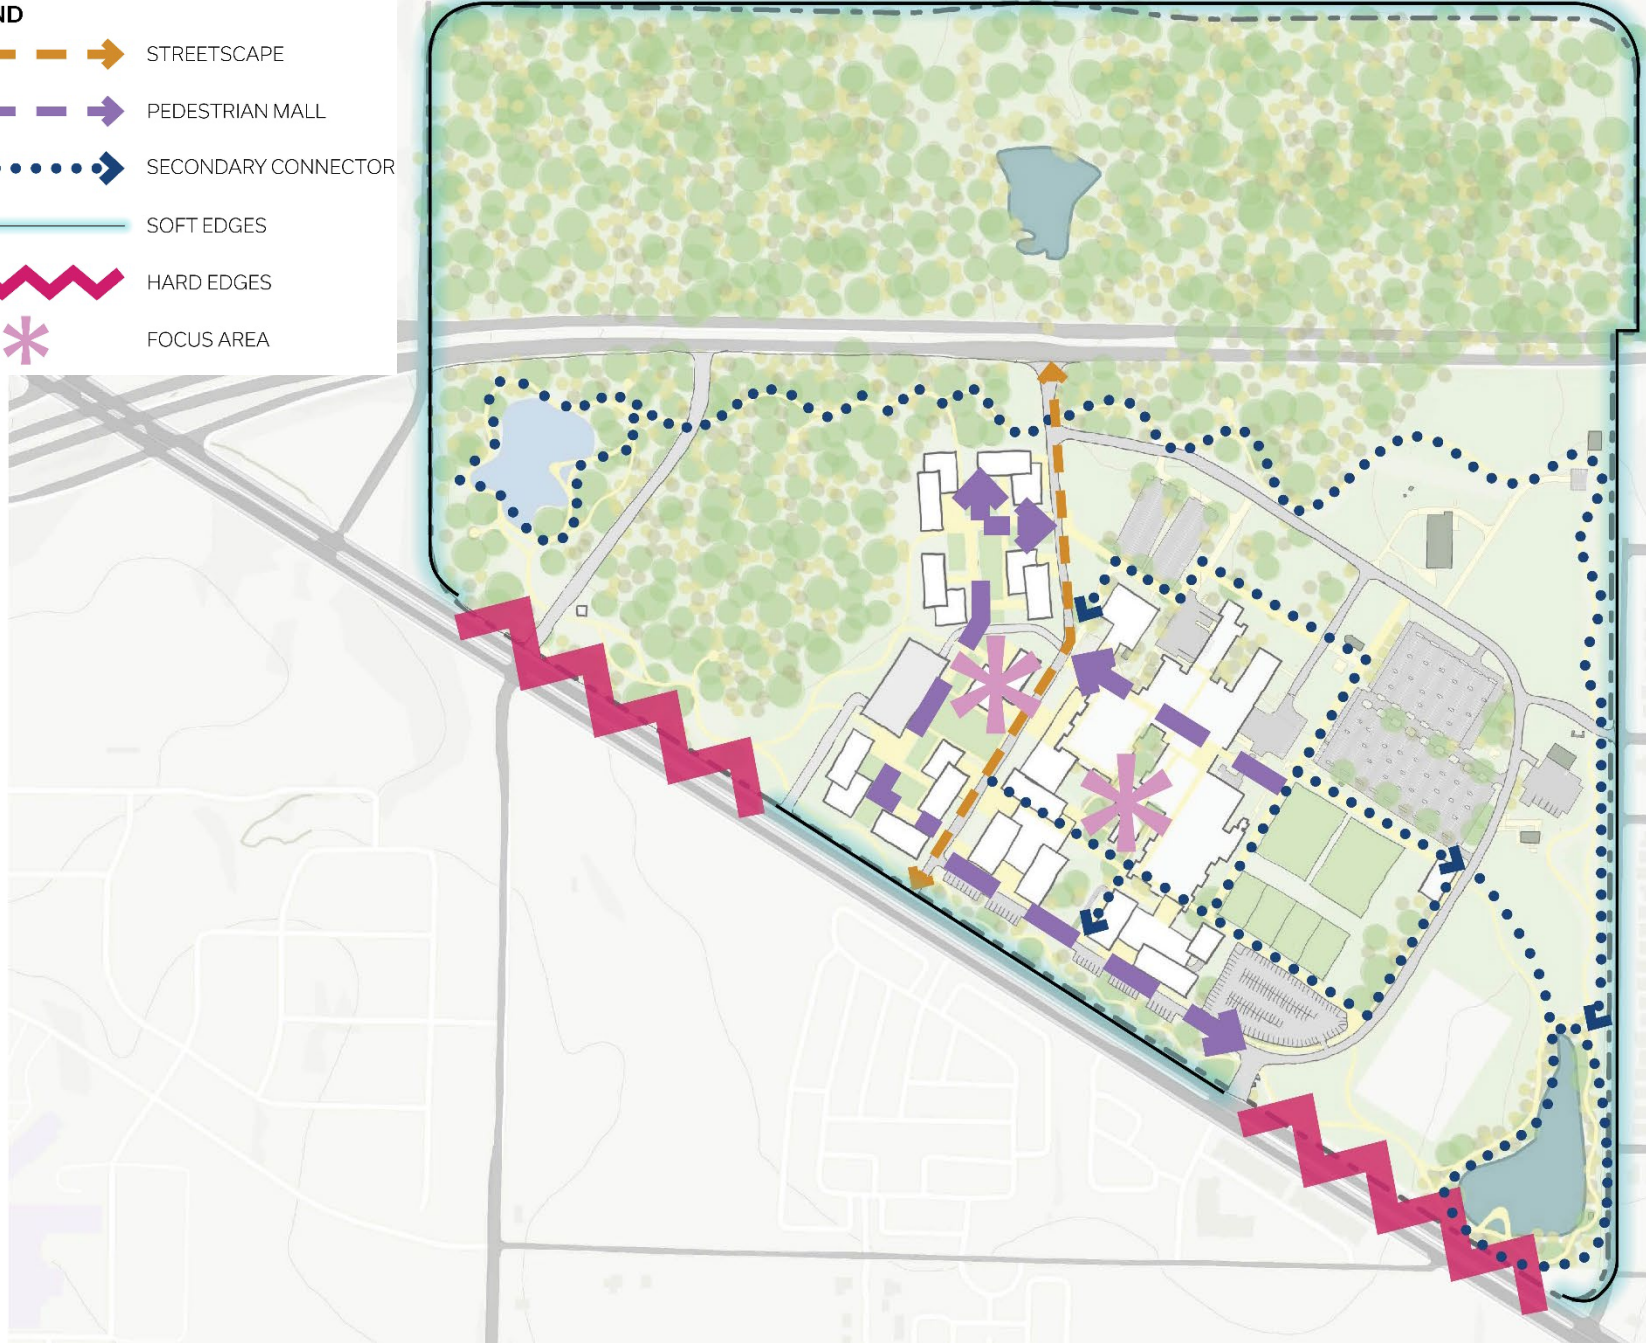 ND
STREETSCAPE
PEDESTRIAN MALL
SECONDARY CONNECTOR
SOFT EDGES
HARD EDGES
FOCUS AREA